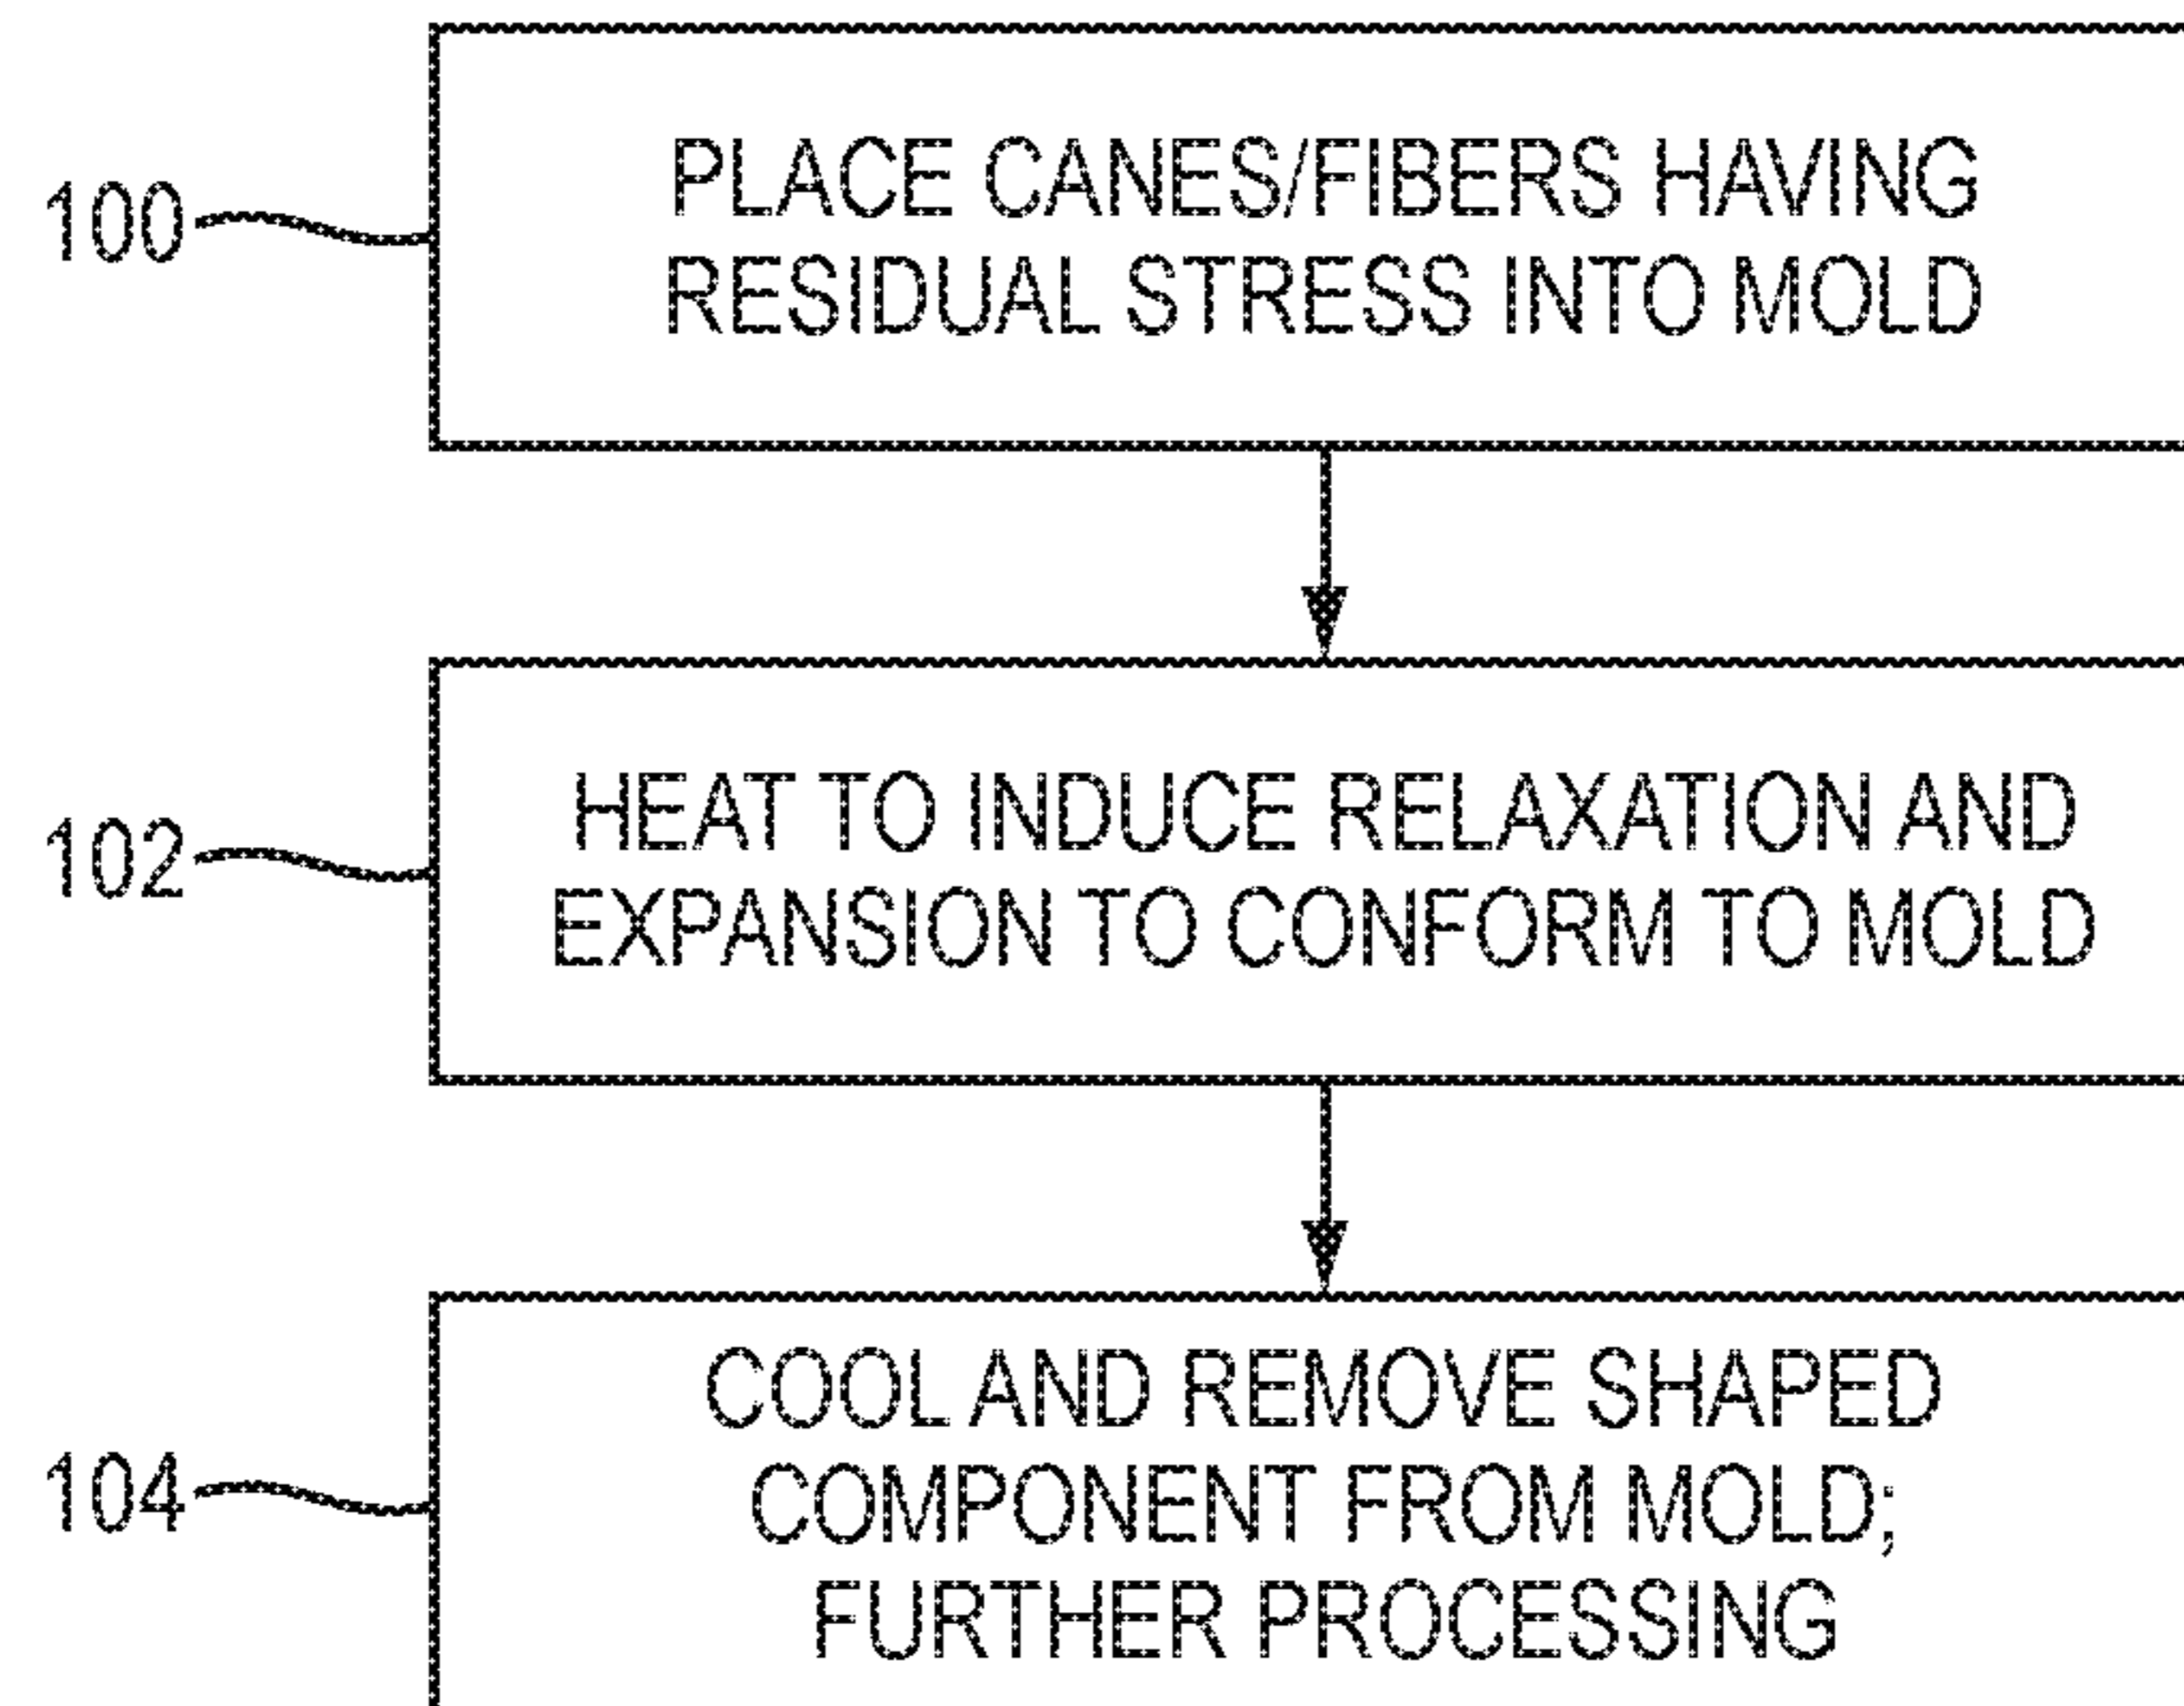 100
PLACE CANES/FIBERS HAVING
RESIDUAL STRESS INTO MOLD
102
HEAT TO INDUCE RELAXATION AND
EXPANSION TO CONFORM TO MOLD
104
COOL AND REMOVE SHAPED
COMPONENT FROM MOLD;
FURTHER PROCESSING